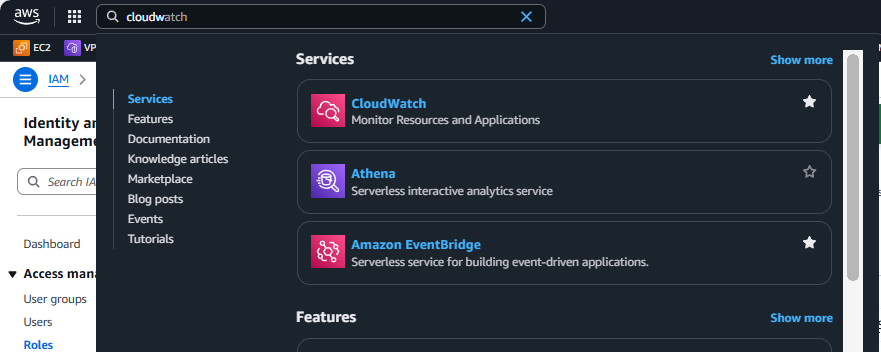 aws
cloudwatch
EC2
VP
IAM
Services
Show more
Services
Features
Documentation
Knowledge articles
Marketplace
Blog posts
Events
Tutorials
CloudWatch
Monitor Resources and Applications
Athena
Serverless interactive analytics service
Amazon EventBridge
Serverless service for building event-driven applications.
Features
Show more
Identity an
Managemen
Search IA
Dashboard
Access mana
User groups
Users
Roles